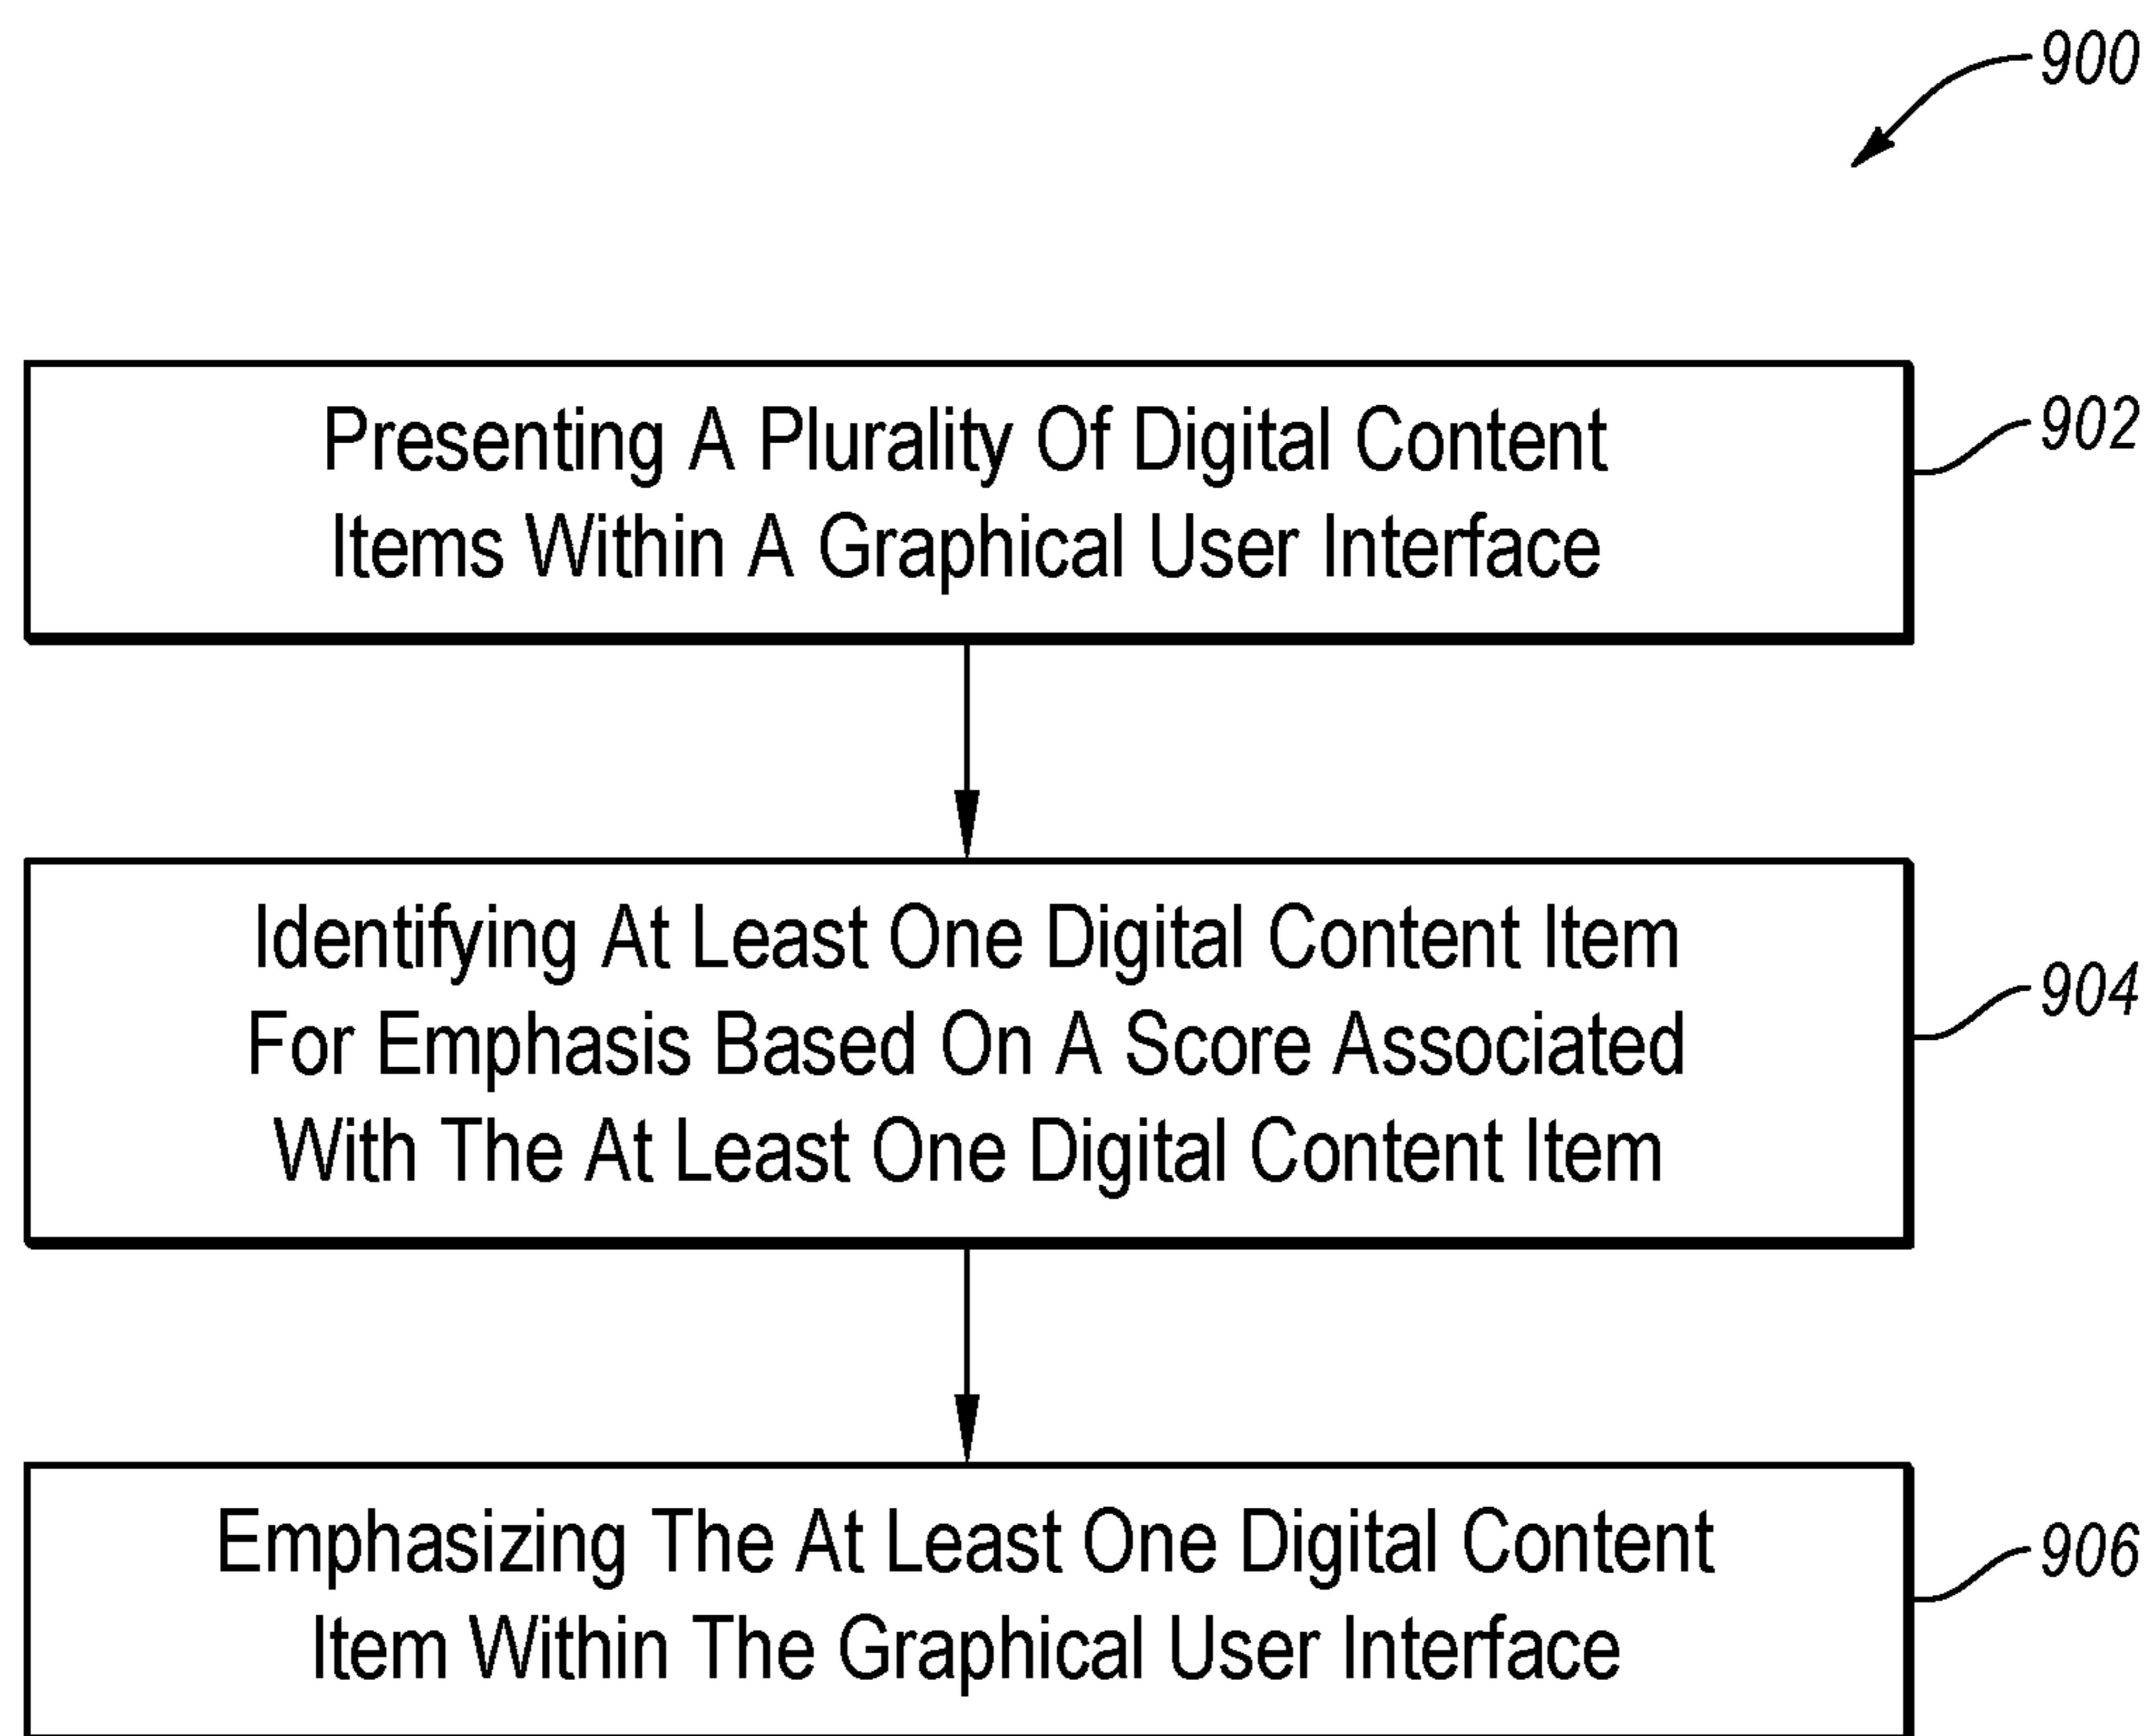 900
Presenting A Plurality Of Digital Content
Items Within A Graphical User Interface
902
Identifying At Least One Digital Content Item
For Emphasis Based On A Score Associated
With The At Least One Digital Content Item
904
Emphasizing The At Least One Digital Content
Item Within The Graphical User Interface
906